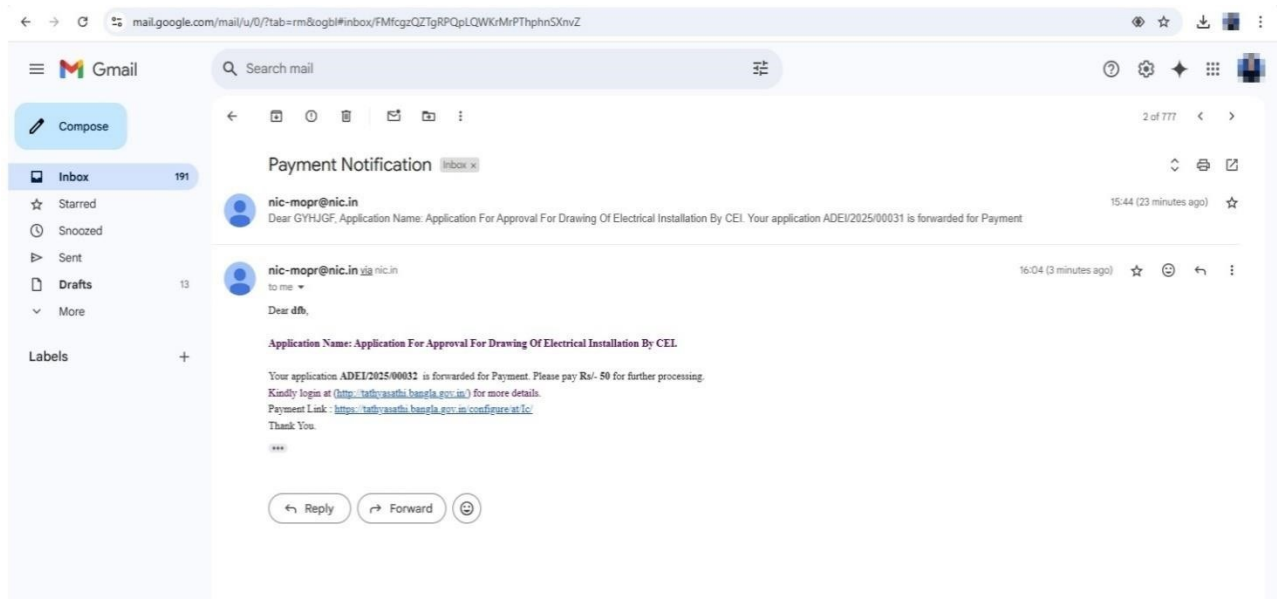 mail.google.com/mail/u/0/?tab=rm&ogbl#inbox/FMfcgzQZTgRPQpLQWKrMrPThphnSXnvZ
Gmail
Search mail
Compose
2 of 777
Inbox 191
Starred
Snoozed
Sent
Drafts 13
More
Labels
Payment Notification Inbox x
nic-mopr@nic.in 15:44 (23 minutes ago)
Dear GYHJGF, Application Name: Application For Approval For Drawing Of Electrical Installation By CEI. Your application ADEI/2025/00031 is forwarded for Payment
nic-mopr@nic.in via nic.in 16:04 (3 minutes ago)
to me
Dear dfb,
Application Name: Application For Approval For Drawing Of Electrical Installation By CEI.
Your application ADEI/2025/00032 is forwarded for Payment. Please pay Rs/- 50 for further processing.
Kindly login at (http://tathyasathi.bangla.gov.in/) for more details.
Payment Link : https://tathyasathi.bangla.gov.in/configure/at/Ic/
Thank You.
Reply
Forward